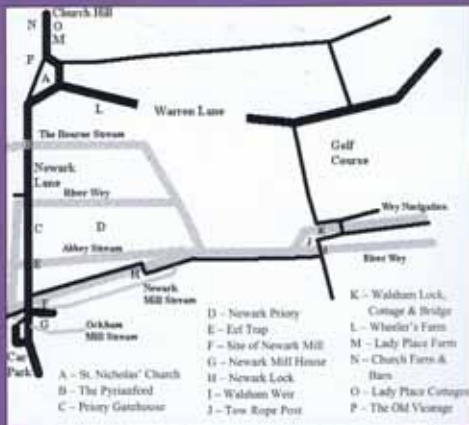 Church Hill
N
O
M
P
A
L
Warren Lane
The Bourne Stream
Golf
Course
Newark
Lane
River Wey
Wey Navigation
C
D
K
J
I
Abbey Stream
River Wey
E
H
Newark
Mill Stream
F
G
Ockham
Mill Stream
Car
Park
A – St. Nicholas' Church
B – The Pyrianford
C – Priory Gatehouse
D – Newark Priory
E – Eel Trap
F – Site of Newark Mill
G – Newark Mill House
H – Newark Lock
I – Walsham Weir
J – Tow Rope Post
K – Walsham Lock,
Cottage & Bridge
L – Wheeler's Farm
M – Lady Place Farm
N – Church Farm &
Barn
O – Lady Place Cottages
P – The Old Vicarage